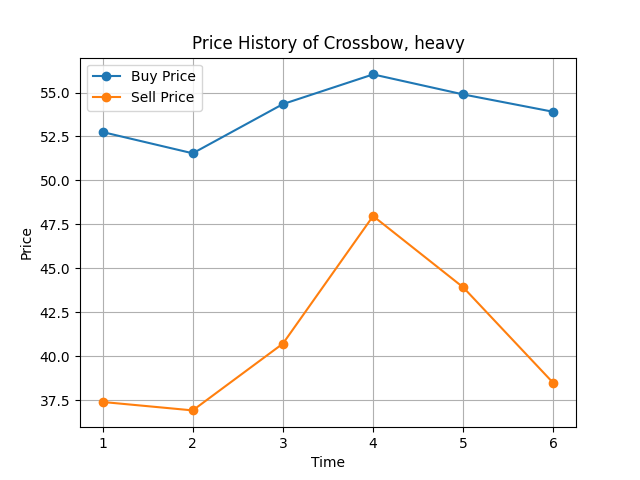 Price History of Crossbow, heavy
Buy Price
Sell Price
Price
55.0
52.5
50.0
47.5
45.0
42.5
40.0
37.5
1 2 3 4 5 6
Time